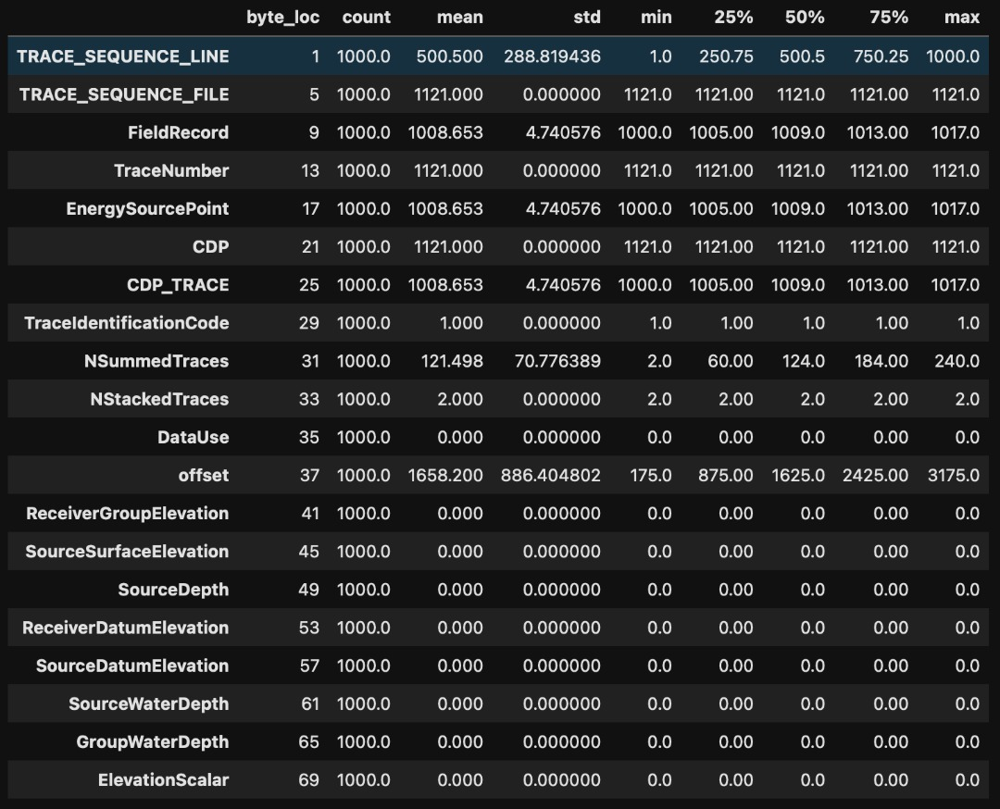 byte_loc count mean std min 25% 50% 75% max
TRACE_SEQUENCE_LINE 1 1000.0 500.500 288.819436 1.0 250.75 500.5 750.25 1000.0
TRACE_SEQUENCE_FILE 5 1000.0 1121.000 0.000000 1121.0 1121.00 1121.0 1121.00 1121.0
FieldRecord 9 1000.0 1008.653 4.740576 1000.0 1005.00 1009.0 1013.00 1017.0
TraceNumber 13 1000.0 1121.000 0.000000 1121.0 1121.00 1121.0 1121.00 1121.0
EnergySourcePoint 17 1000.0 1008.653 4.740576 1000.0 1005.00 1009.0 1013.00 1017.0
CDP 21 1000.0 1121.000 0.000000 1121.0 1121.00 1121.0 1121.00 1121.0
CDP_TRACE 25 1000.0 1008.653 4.740576 1000.0 1005.00 1009.0 1013.00 1017.0
TraceIdentificationCode 29 1000.0 1.000 0.000000 1.0 1.00 1.0 1.00 1.0
NSummedTraces 31 1000.0 121.498 70.776389 2.0 60.00 124.0 184.00 240.0
NStackedTraces 33 1000.0 2.000 0.000000 2.0 2.00 2.0 2.00 2.0
DataUse 35 1000.0 0.000 0.000000 0.0 0.00 0.0 0.00 0.0
offset 37 1000.0 1658.200 886.404802 175.0 875.00 1625.0 2425.00 3175.0
ReceiverGroupElevation 41 1000.0 0.000 0.000000 0.0 0.00 0.0 0.00 0.0
SourceSurfaceElevation 45 1000.0 0.000 0.000000 0.0 0.00 0.0 0.00 0.0
SourceDepth 49 1000.0 0.000 0.000000 0.0 0.00 0.0 0.00 0.0
ReceiverDatumElevation 53 1000.0 0.000 0.000000 0.0 0.00 0.0 0.00 0.0
SourceDatumElevation 57 1000.0 0.000 0.000000 0.0 0.00 0.0 0.00 0.0
SourceWaterDepth 61 1000.0 0.000 0.000000 0.0 0.00 0.0 0.00 0.0
GroupWaterDepth 65 1000.0 0.000 0.000000 0.0 0.00 0.0 0.00 0.0
ElevationScalar 69 1000.0 0.000 0.000000 0.0 0.00 0.0 0.00 0.0